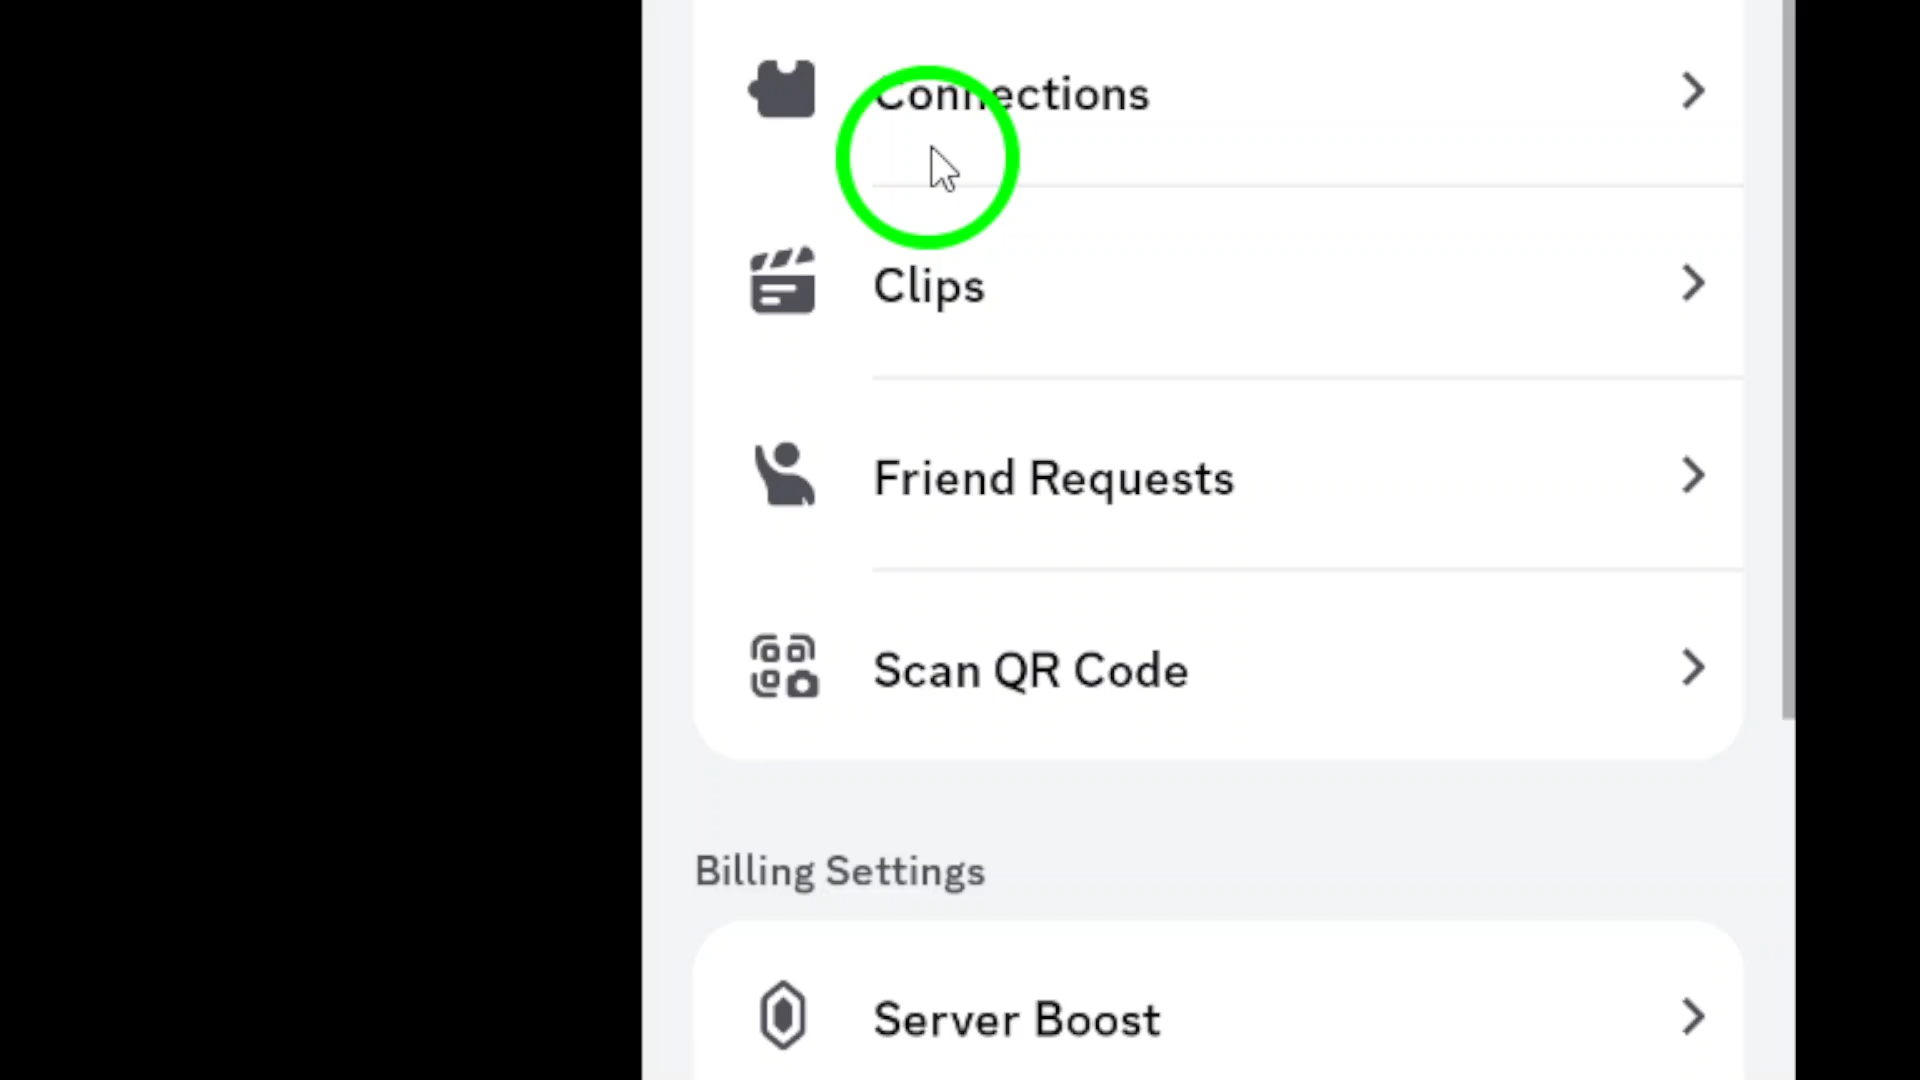 Connections
Clips
Friend Requests
Scan QR Code
Billing Settings
Server Boost